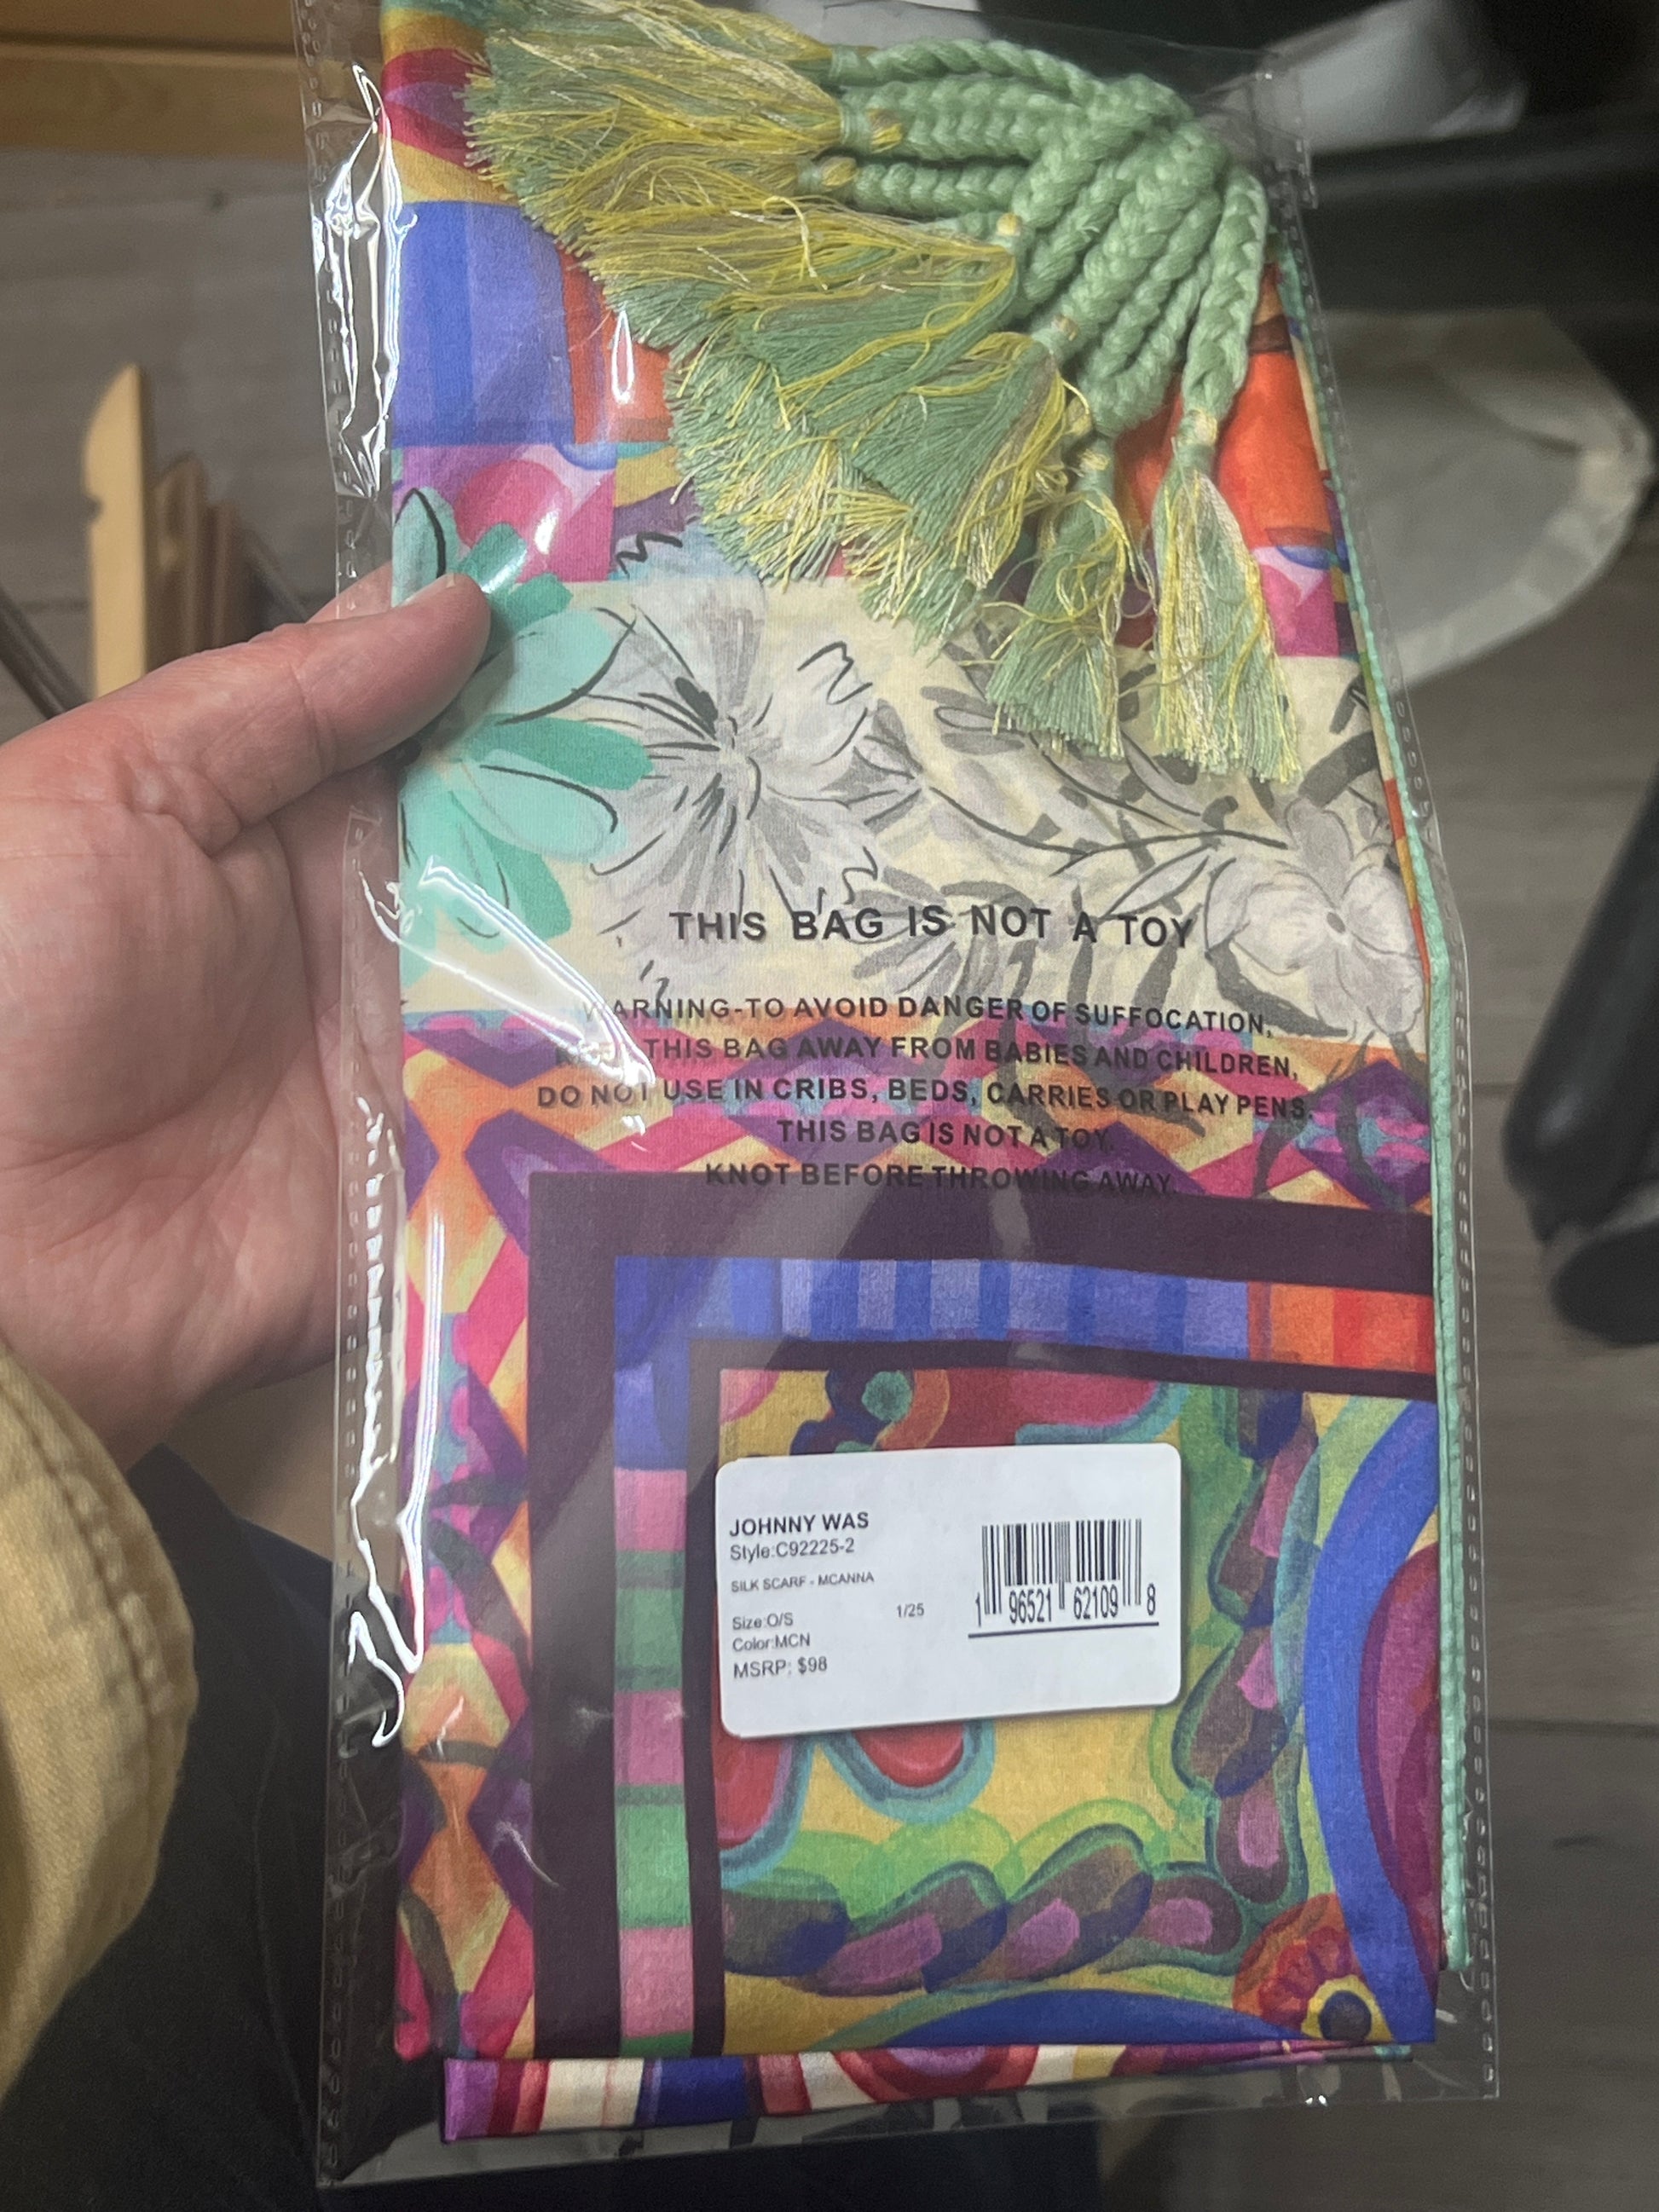 THIS BAG IS NOT A TOY
WARNING-TO AVOID DANGER OF SUFFOCATION,
KEEP THIS BAG AWAY FROM BABIES AND CHILDREN,
DO NOT USE IN CRIBS, BEDS, CARRIES OR PLAY PENS.
THIS BAG IS NOT A TOY.
KNOT BEFORE THROWING AWAY.
JOHNNY WAS
Style:C92225-2
SILK SCARF - MCANNA
Size:O/S 1/25
Color:MCN
MSRP: $98
1 96521 62109 8